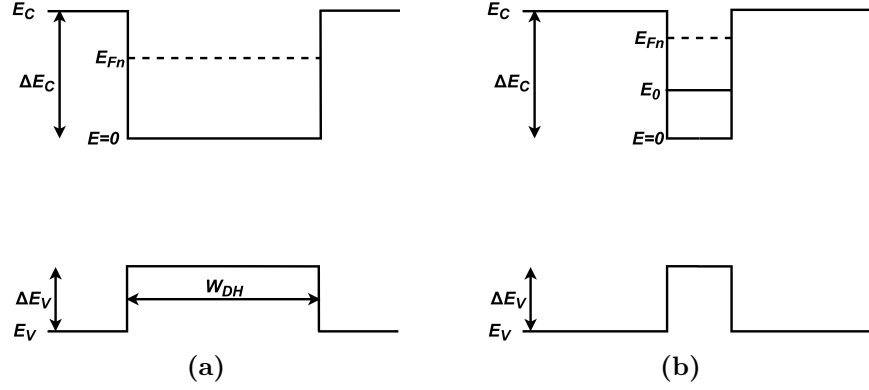 E_C
E_Fn
ΔE_C
E=0
ΔE_V
W_DH
E_V
(a)
E_C
E_Fn
ΔE_C
E_0
E=0
ΔE_V
E_V
(b)